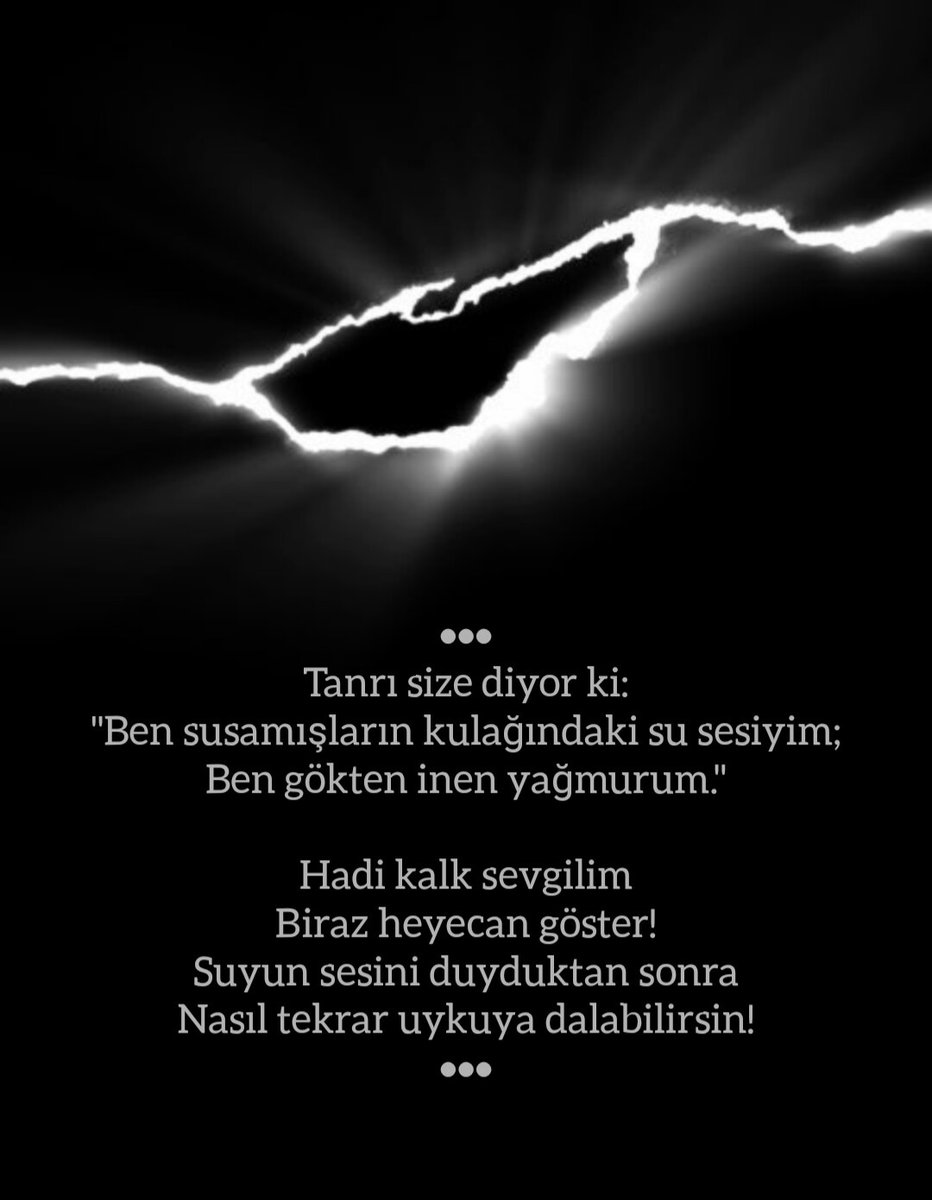 ●●●
Tanrı size diyor ki:
"Ben susamışların kulağındaki su sesiyim;
Ben gökten inen yağmurum."
Hadi kalk sevgilim
Biraz heyecan göster!
Suyun sesini duyduktan sonra
Nasıl tekrar uykuya dalabilirsin!
●●●